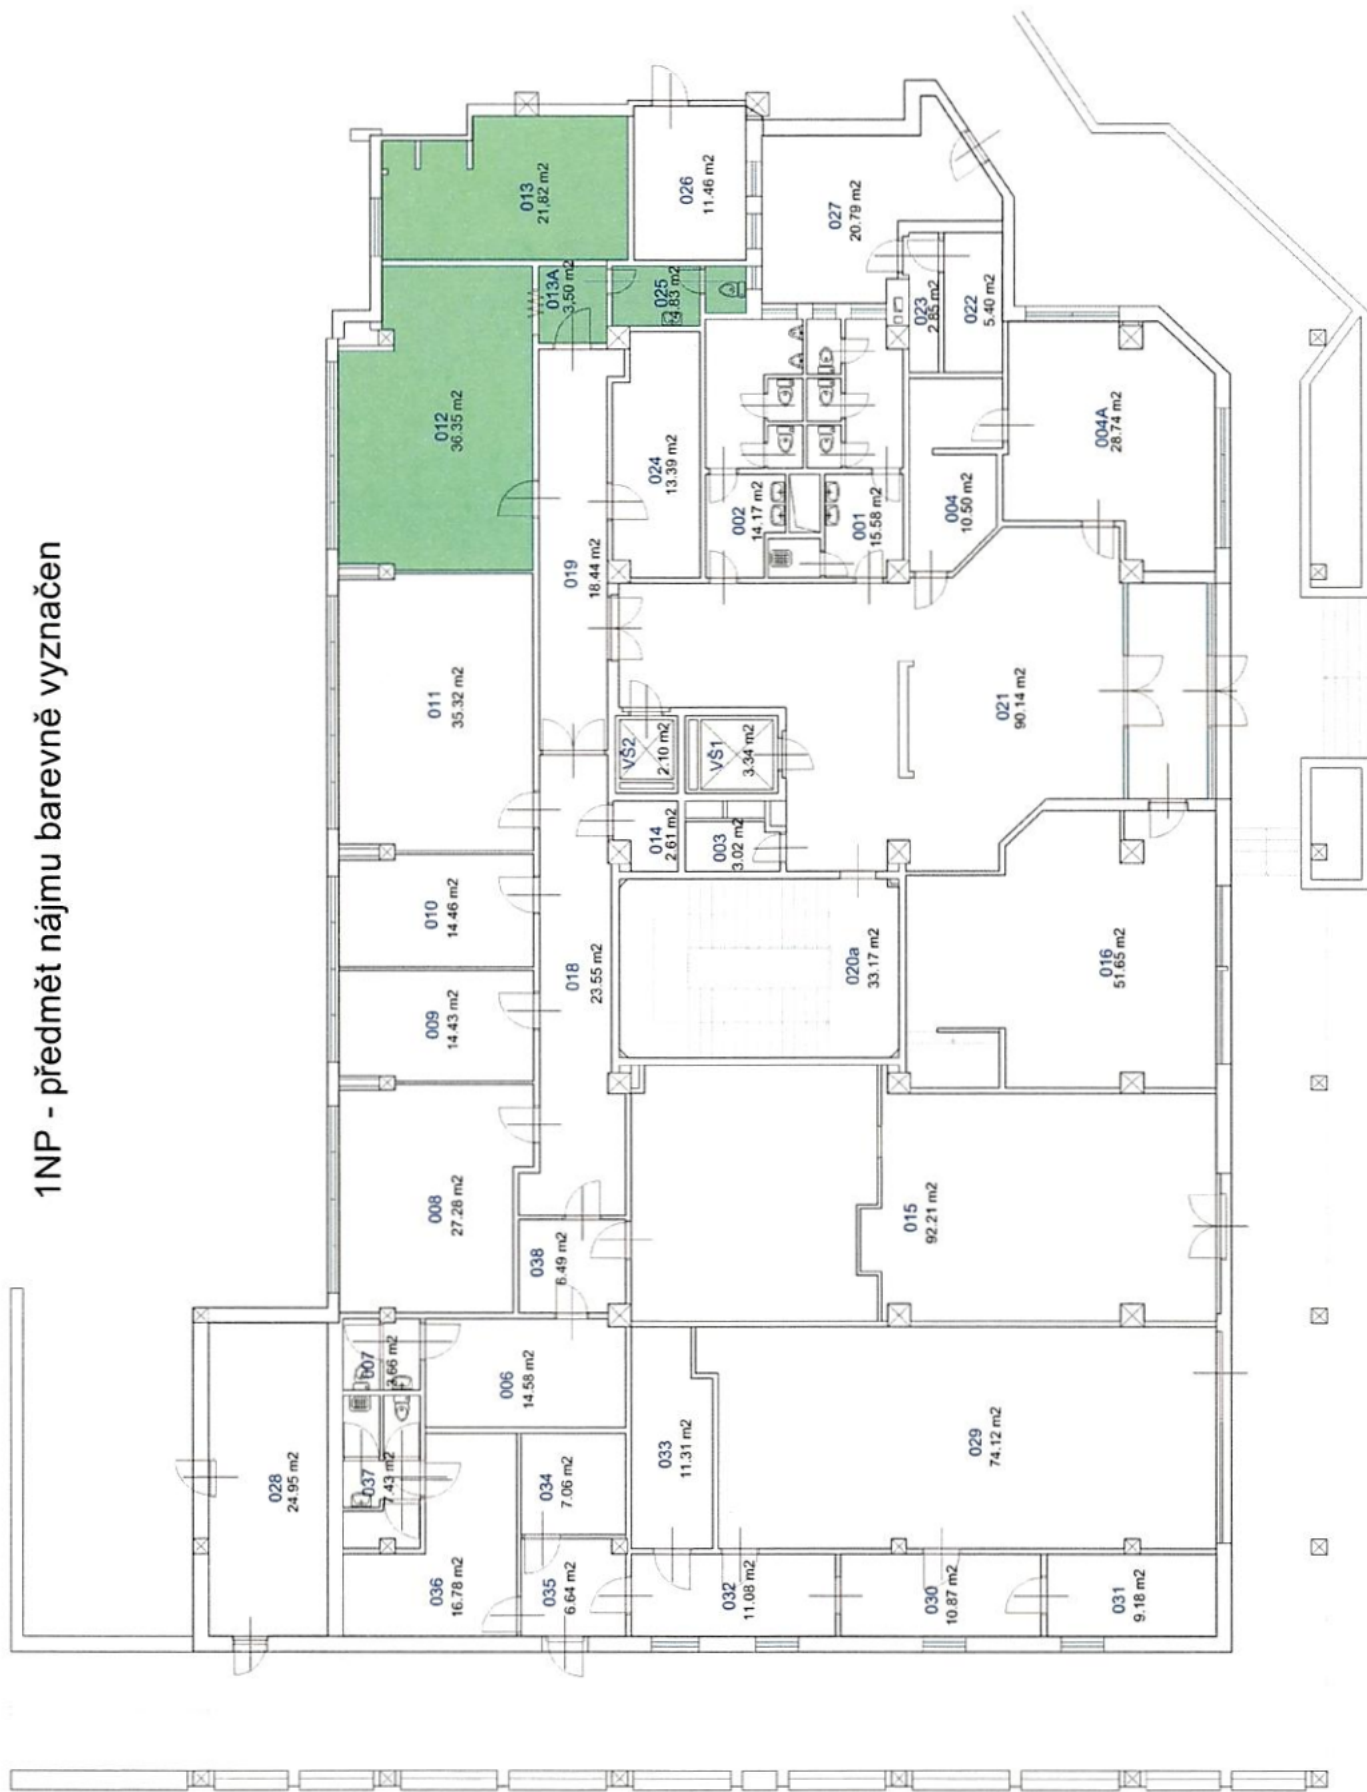 1NP - předmět nájmu barevně vyznačen
028
24.95 m2
037
7.43 m2
007
3.66 m2
036
16.78 m2
034
7.06 m2
035
6.64 m2
006
14.58 m2
038
6.49 m2
008
27.28 m2
009
14.43 m2
010
14.46 m2
011
35.32 m2
012
36.35 m2
013
21,82 m2
013A
3,50 m2
025
4.83 m2
026
11.46 m2
018
23.55 m2
019
18.44 m2
024
13.39 m2
014
2.61 m2
003
3.02 m2
VŠ2
2.10 m2
VŠ1
3.34 m2
002
14.17 m2
001
15.58 m2
027
20.79 m2
023
2.85 m2
022
5.40 m2
004
10.50 m2
004A
28.74 m2
020a
33.17 m2
021
90.14 m2
016
51.65 m2
015
92.21 m2
033
11.31 m2
029
74.12 m2
032
11.08 m2
030
10.87 m2
031
9.18 m2